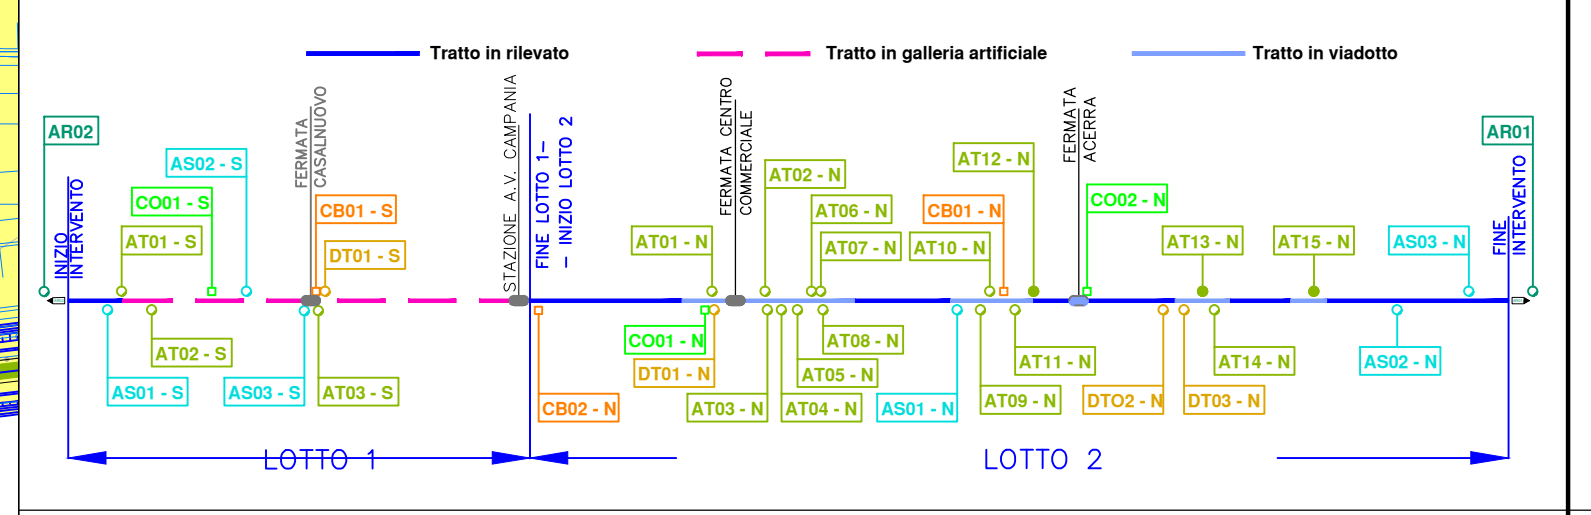 Tratto in rilevato
Tratto in galleria artificiale
Tratto in viadotto
AR02
INIZIO
INTERVENTO
AS02 - S
CO01 - S
AT01 - S
FERMATA
CASALNUOVO
CB01 - S
DT01 - S
STAZIONE A.V. CAMPANIA
FINE LOTTO 1-
- INIZIO LOTTO 2
AT01 - N
FERMATA CENTRO
COMMERCIALE
AT02 - N
AT06 - N
AT07 - N
CB01 - N
AT10 - N
AT12 - N
FERMATA
ACERRA
CO02 - N
AT13 - N
AT15 - N
AS03 - N
FINE
INTERVENTO
AR01
AS01 - S
AT02 - S
AS03 - S
AT03 - S
CB02 - N
CO01 - N
DT01 - N
AT03 - N
AT04 - N
AT05 - N
AT08 - N
AS01 - N
AT09 - N
AT11 - N
DTO2 - N
DT03 - N
AT14 - N
AS02 - N
LOTTO 1
LOTTO 2